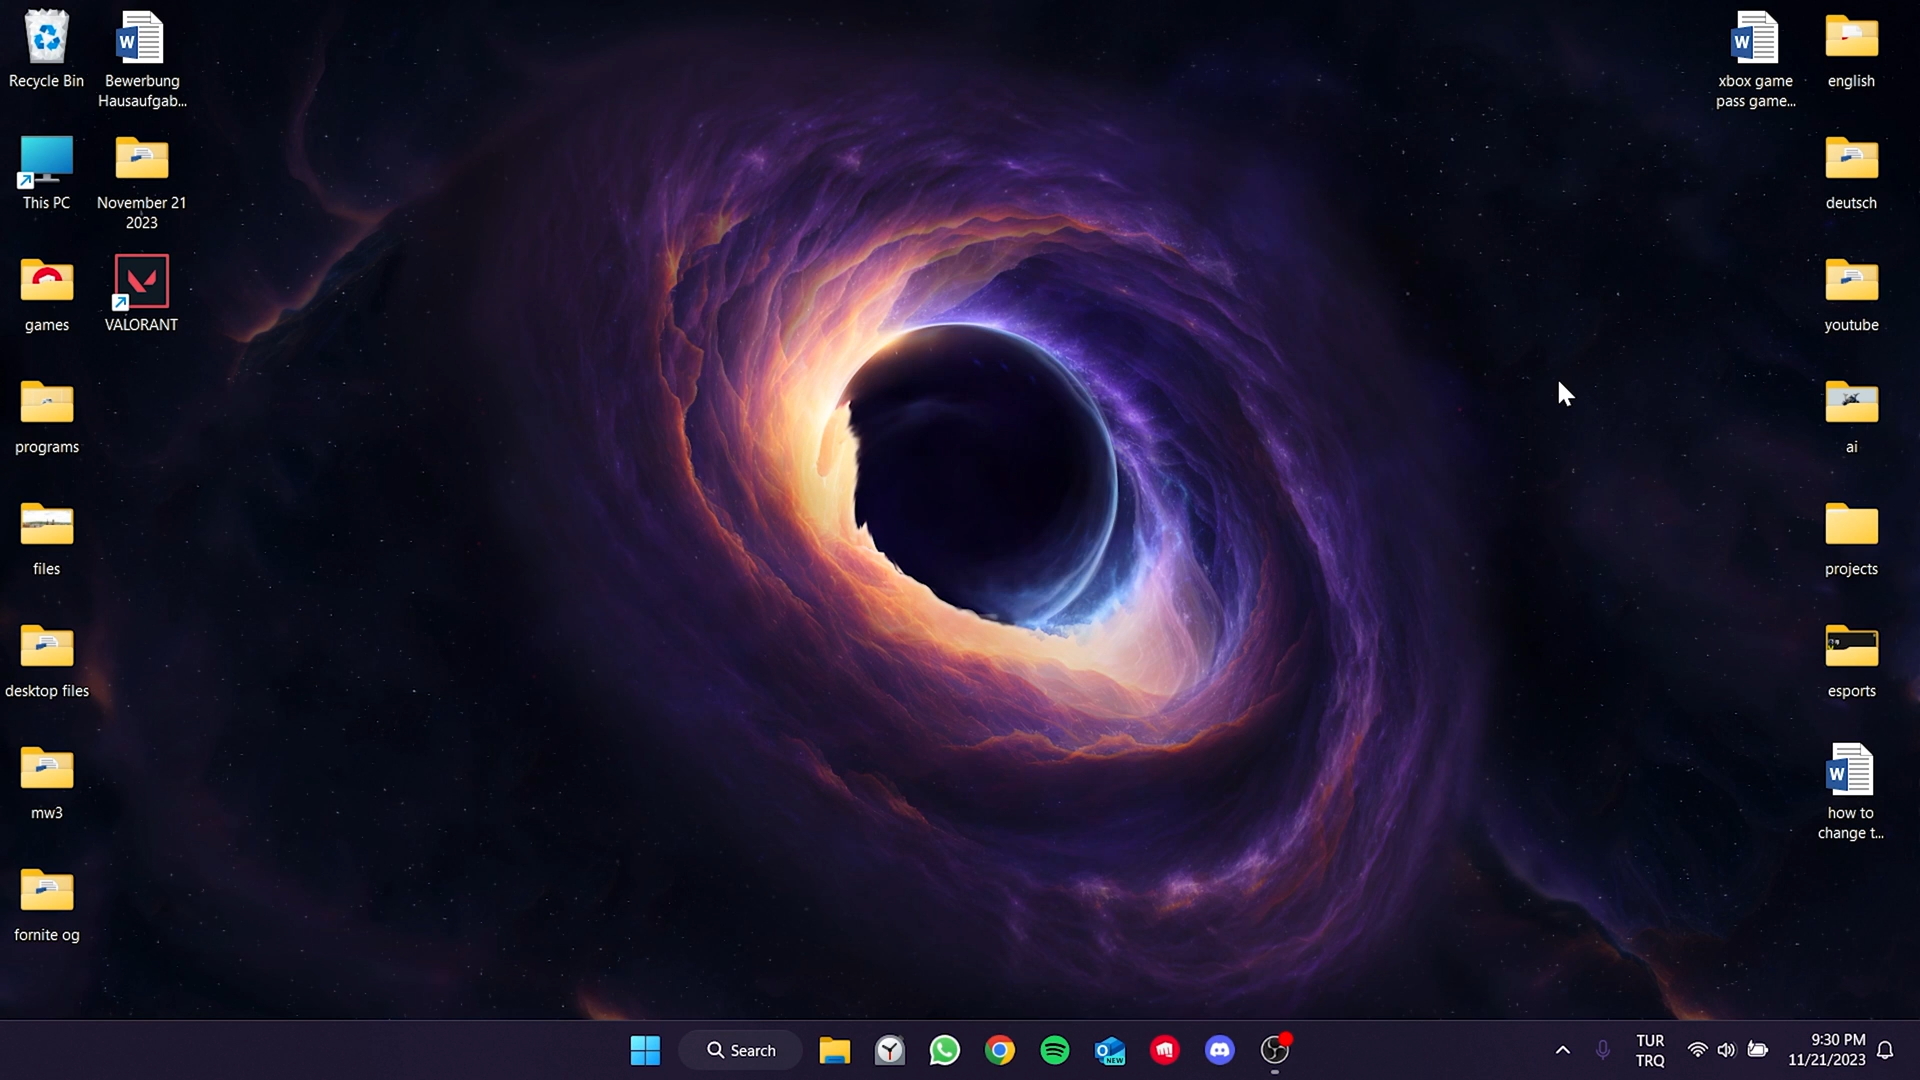 Recycle Bin
Bewerbung
Hausaufgab...
This PC
November 21
2023
games
VALORANT
programs
files
desktop files
mw3
fornite og
xbox game
pass game...
english
deutsch
youtube
ai
projects
esports
how to
change t...
Search
NEW
TUR
TRQ
9:30 PM
11/21/2023